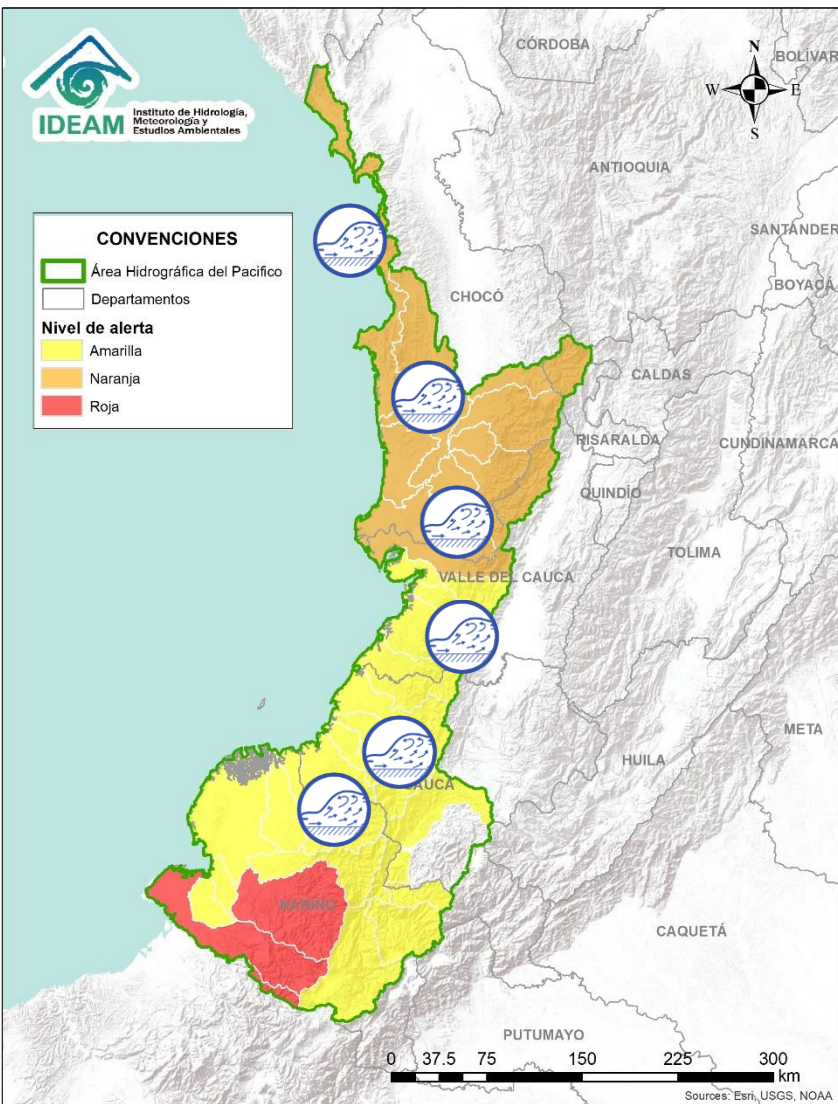 IDEAM
Instituto de Hidrología,
Meteorología y
Estudios Ambientales
CÓRDOBA
BOLÍVAR
N
W
E
S
ANTIOQUIA
SANTANDER
BOYACÁ
CONVENCIONES
Área Hidrográfica del Pacifico
Departamentos
Nivel de alerta
Amarilla
Naranja
Roja
CHOCÓ
CALDAS
RISARALDA
CUNDINAMARCA
QUINDÍO
TOLIMA
VALLE DEL CAUCA
META
HUILA
CAUCA
NARIÑO
CAQUETÁ
PUTUMAYO
0 37.5 75 150 225 300
km
Sources: Esri, USGS, NOAA